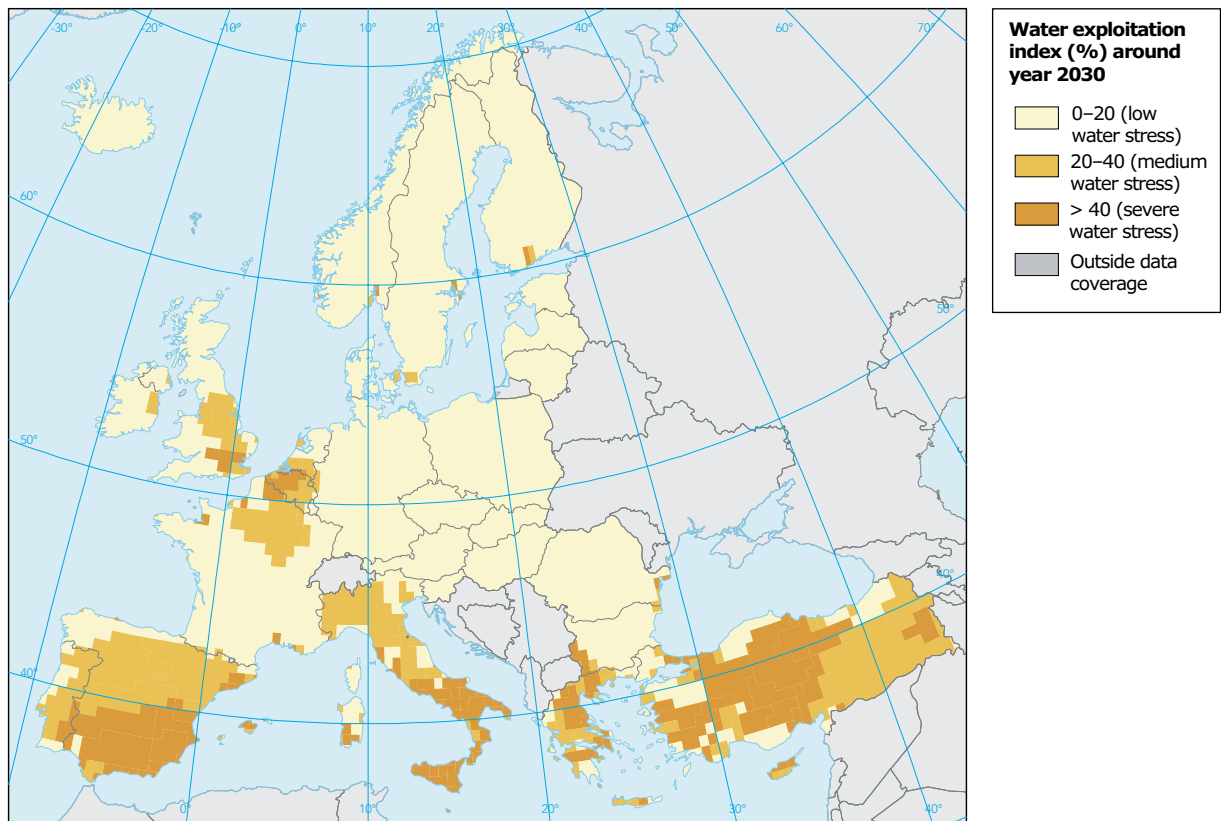 -30°
-20°
-10°
0°
10°
20°
30°
40°
50°
60°
70°
60°
50°
50°
40°
40°
0°
10°
20°
30°
40°
Water exploitation
index (%) around
year 2030
0–20 (low
water stress)
20–40 (medium
water stress)
> 40 (severe
water stress)
Outside data
coverage